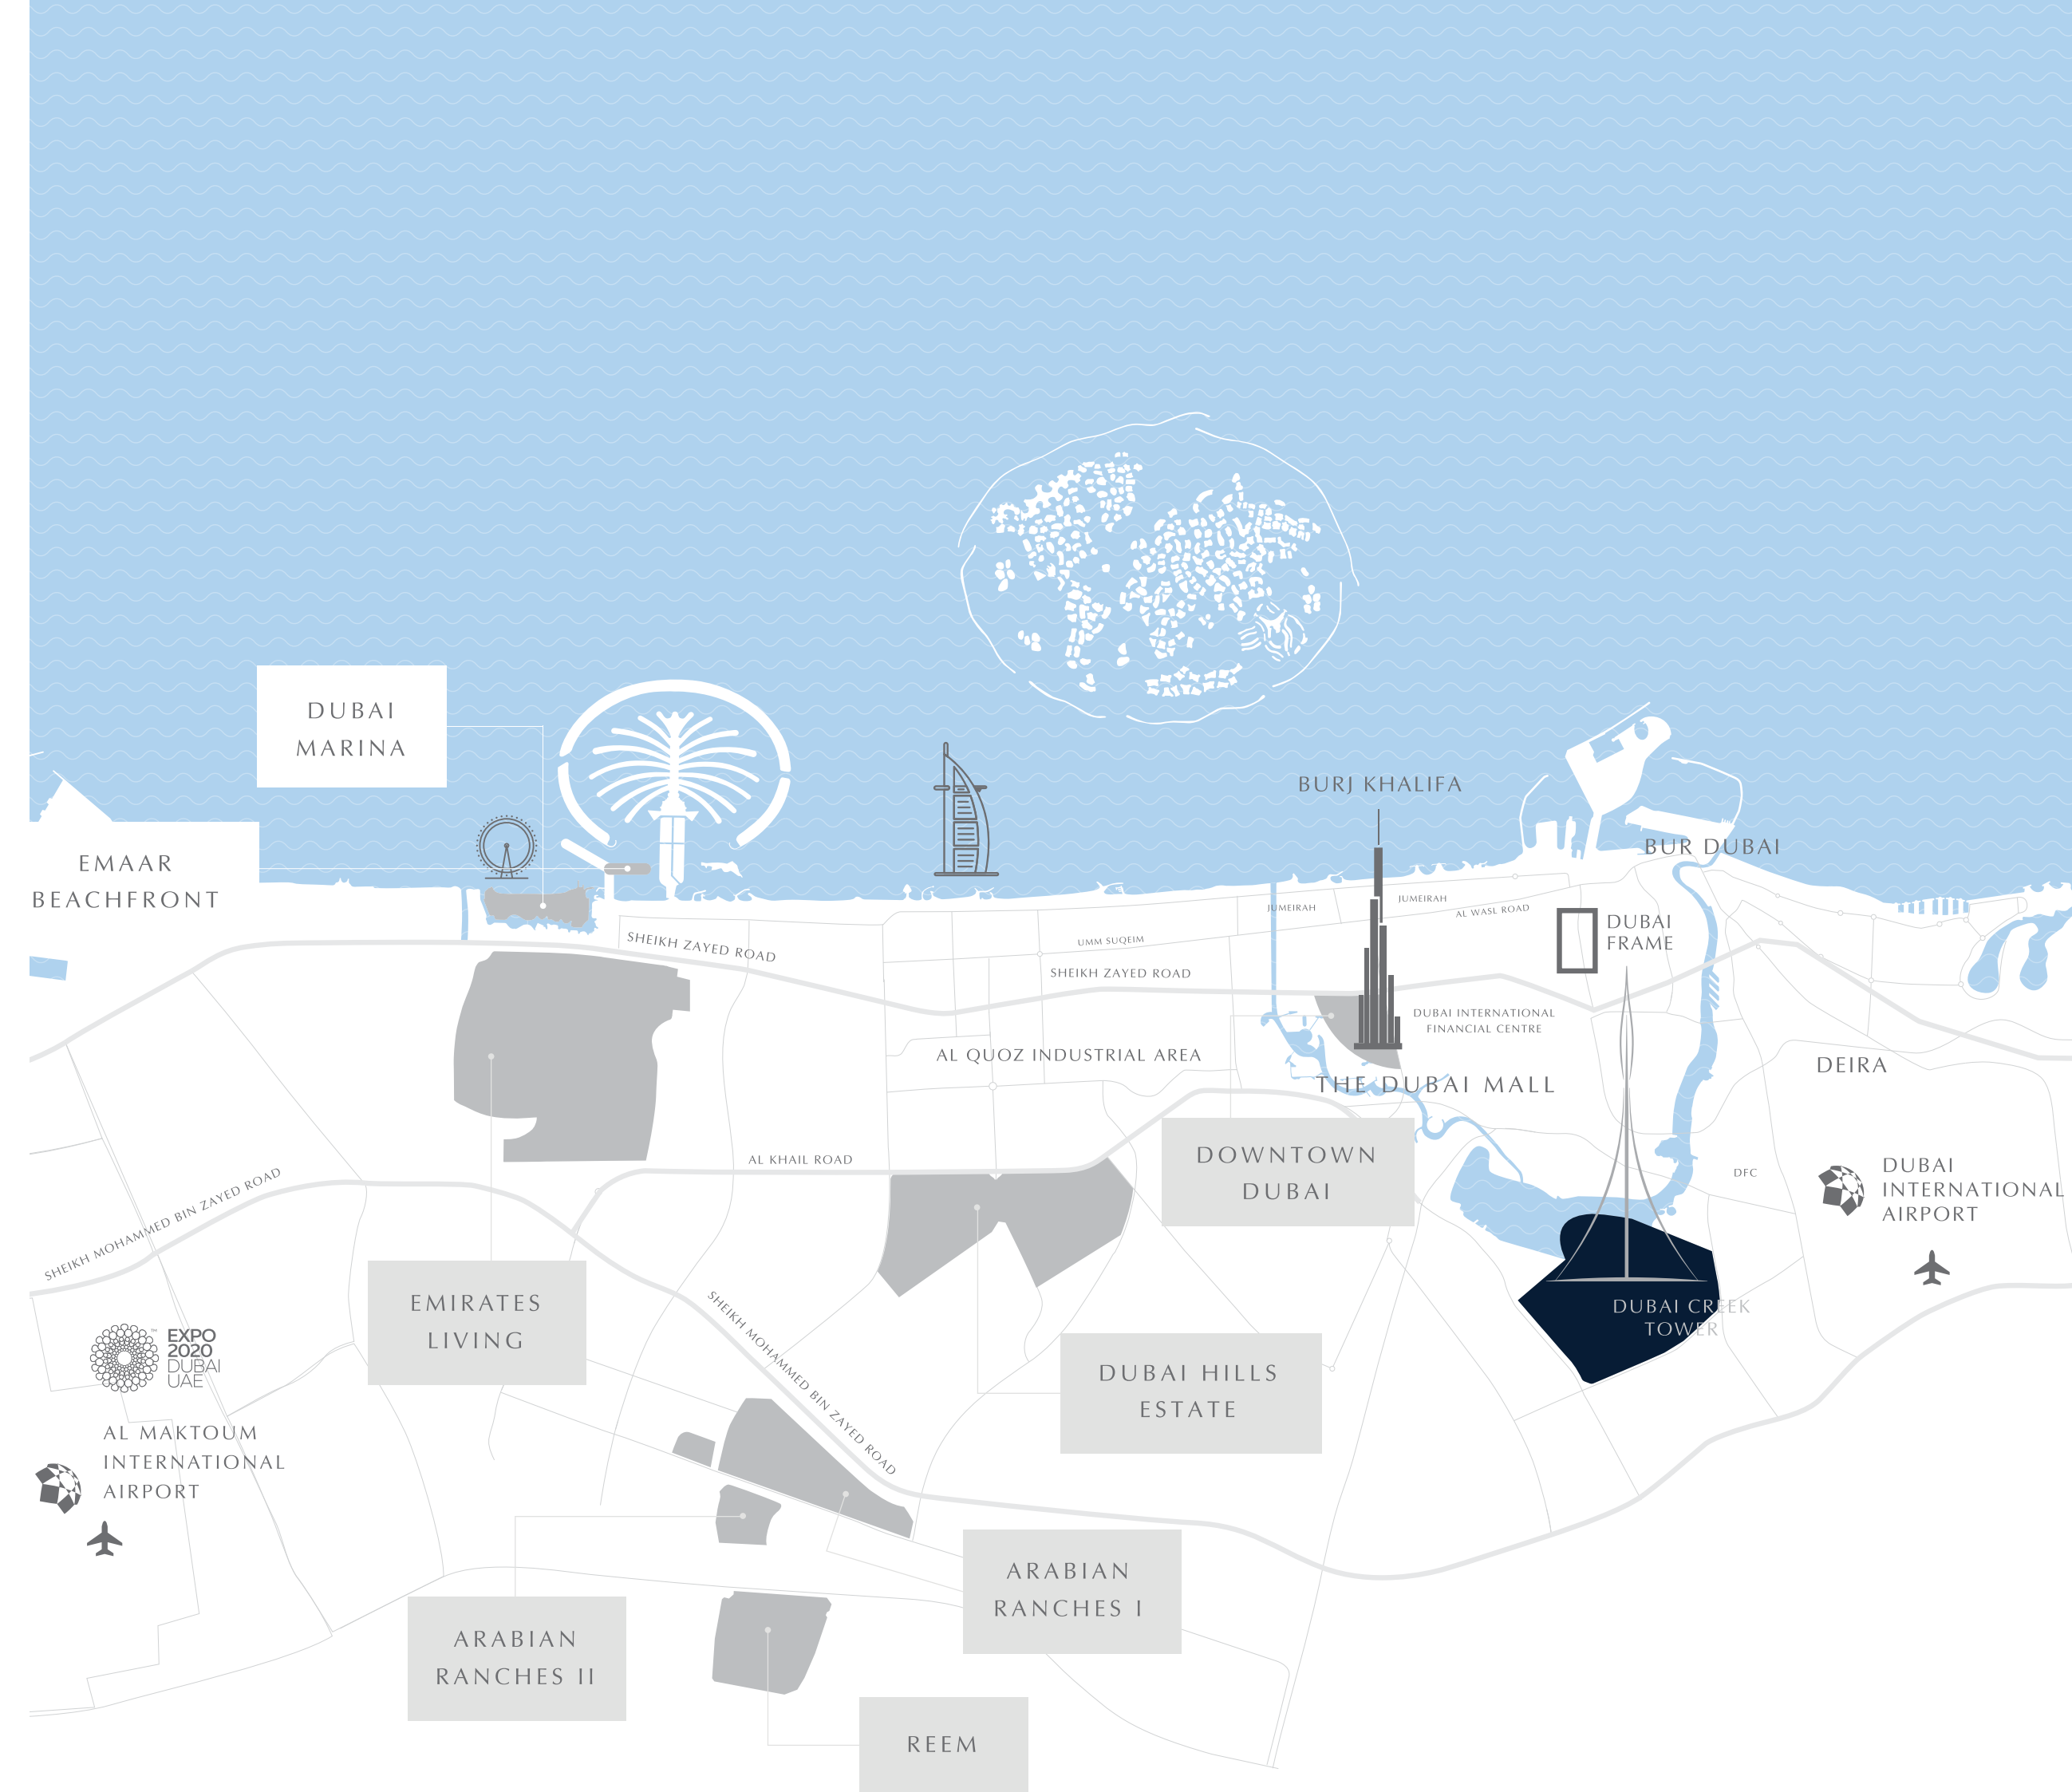 DUBAI
MARINA
BURJ KHALIFA
BUR DUBAI
EMAAR
BEACHFRONT
JUMEIRAH
JUMEIRAH
AL WASL ROAD
DUBAI
FRAME
SHEIKH ZAYED ROAD
UMM SUQEIM
SHEIKH ZAYED ROAD
DUBAI INTERNATIONAL
FINANCIAL CENTRE
AL QUOZ INDUSTRIAL AREA
DEIRA
THE DUBAI MALL
AL KHAIL ROAD
DOWNTOWN
DUBAI
DFC
DUBAI
INTERNATIONAL
AIRPORT
SHEIKH MOHAMMED BIN ZAYED ROAD
EMIRATES
LIVING
SHEIKH MOHAMMED BIN ZAYED ROAD
DUBAI CREEK
TOWER
EXPO
2020
DUBAI
UAE
™
DUBAI HILLS
ESTATE
AL MAKTOUM
INTERNATIONAL
AIRPORT
ARABIAN
RANCHES I
ARABIAN
RANCHES II
REEM